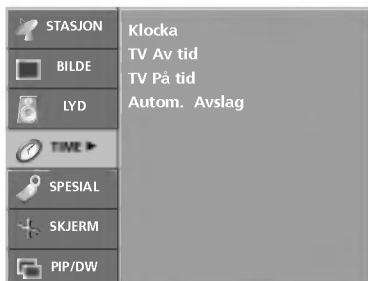 STASJON
BILDE
LYD
TIME ►
SPESIAL
SKJERM
PIP/DW
Klocka
TV Av tid
TV På tid
Autom. Avslag